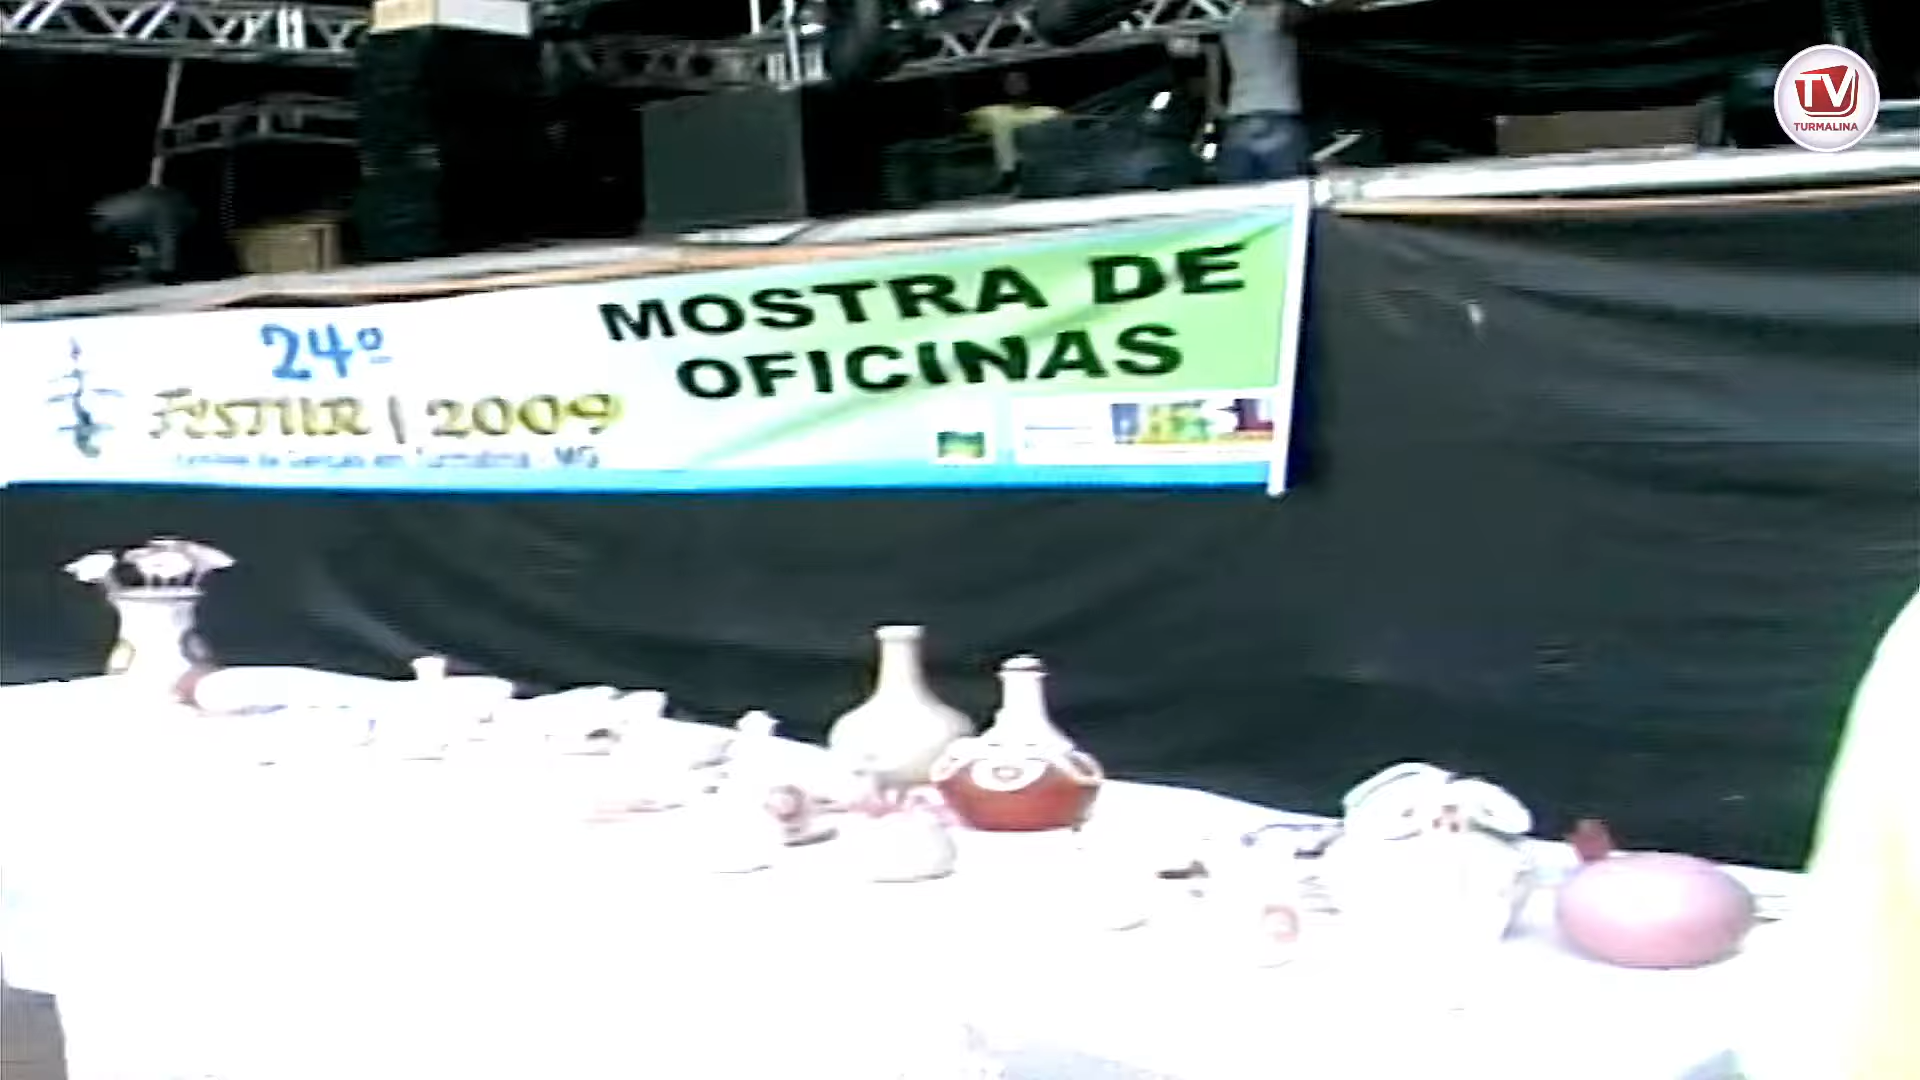 TV
TURMALINA
MOSTRA DE
OFICINAS
24º
FESTUR | 2009